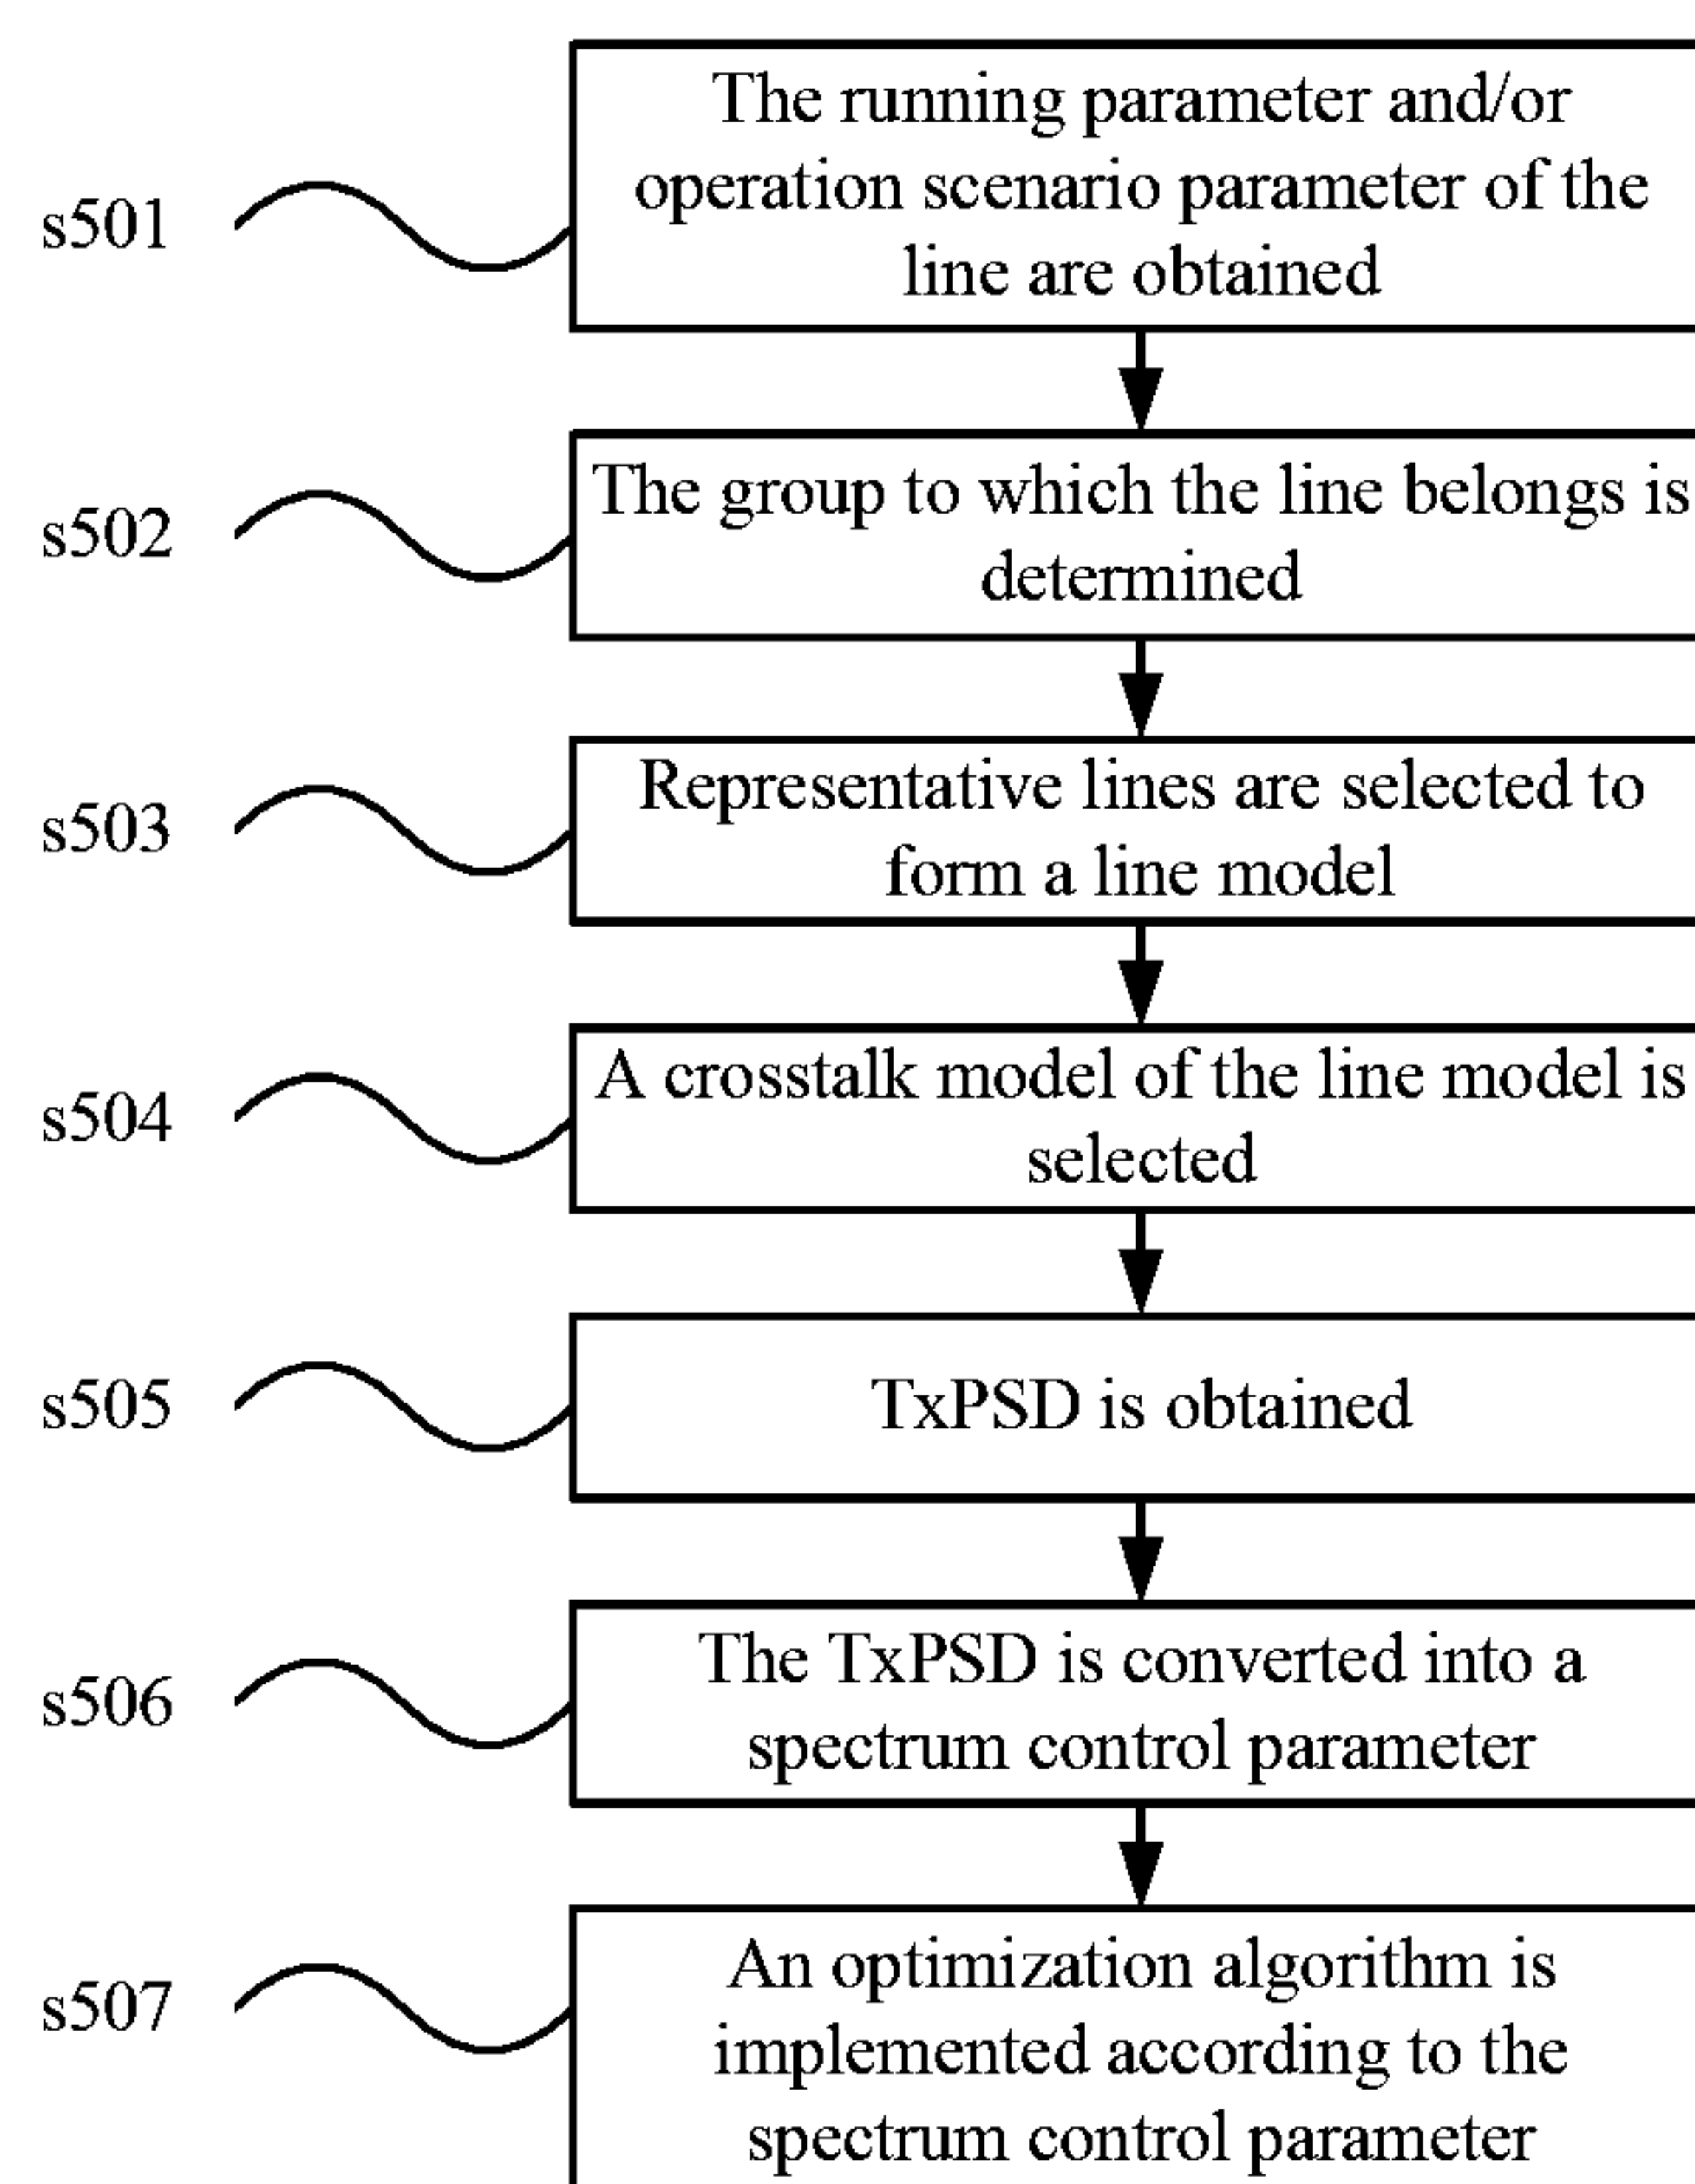 s501
The running parameter and/or
operation scenario parameter of the
line are obtained
s502
The group to which the line belongs is
determined
s503
Representative lines are selected to
form a line model
s504
A crosstalk model of the line model is
selected
s505
TxPSD is obtained
s506
The TxPSD is converted into a
spectrum control parameter
s507
An optimization algorithm is
implemented according to the
spectrum control parameter